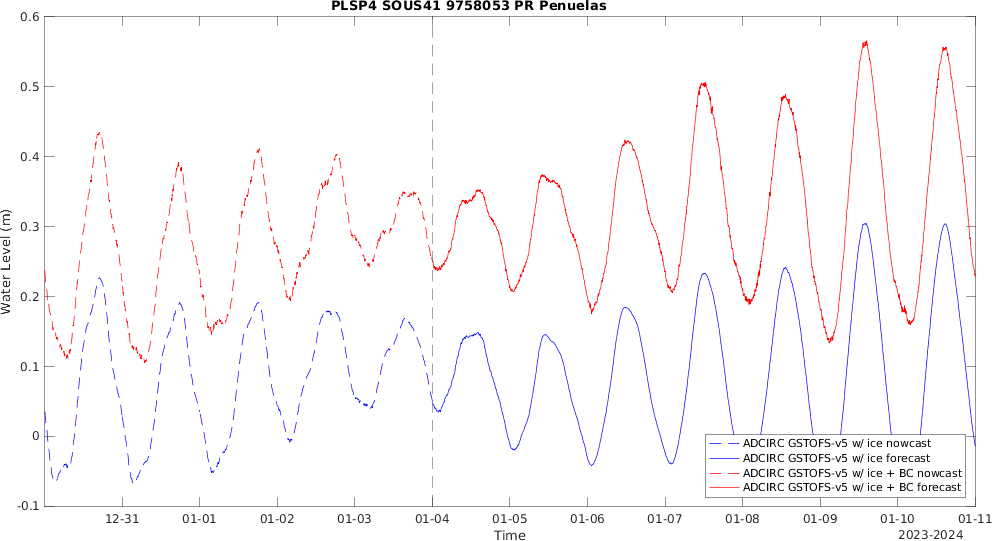 PLSP4 SOUS41 9758053 PR Penuelas
Water Level (m)
0.6
0.5
0.4
0.3
0.2
0.1
0
-0.1
ADCIRC GSTOFS-v5 w/ ice nowcast
ADCIRC GSTOFS-v5 w/ ice forecast
ADCIRC GSTOFS-v5 w/ ice + BC nowcast
ADCIRC GSTOFS-v5 w/ ice + BC forecast
12-31 01-01 01-02 01-03 01-04 01-05 01-06 01-07 01-08 01-09 01-10 01-11
Time
2023-2024